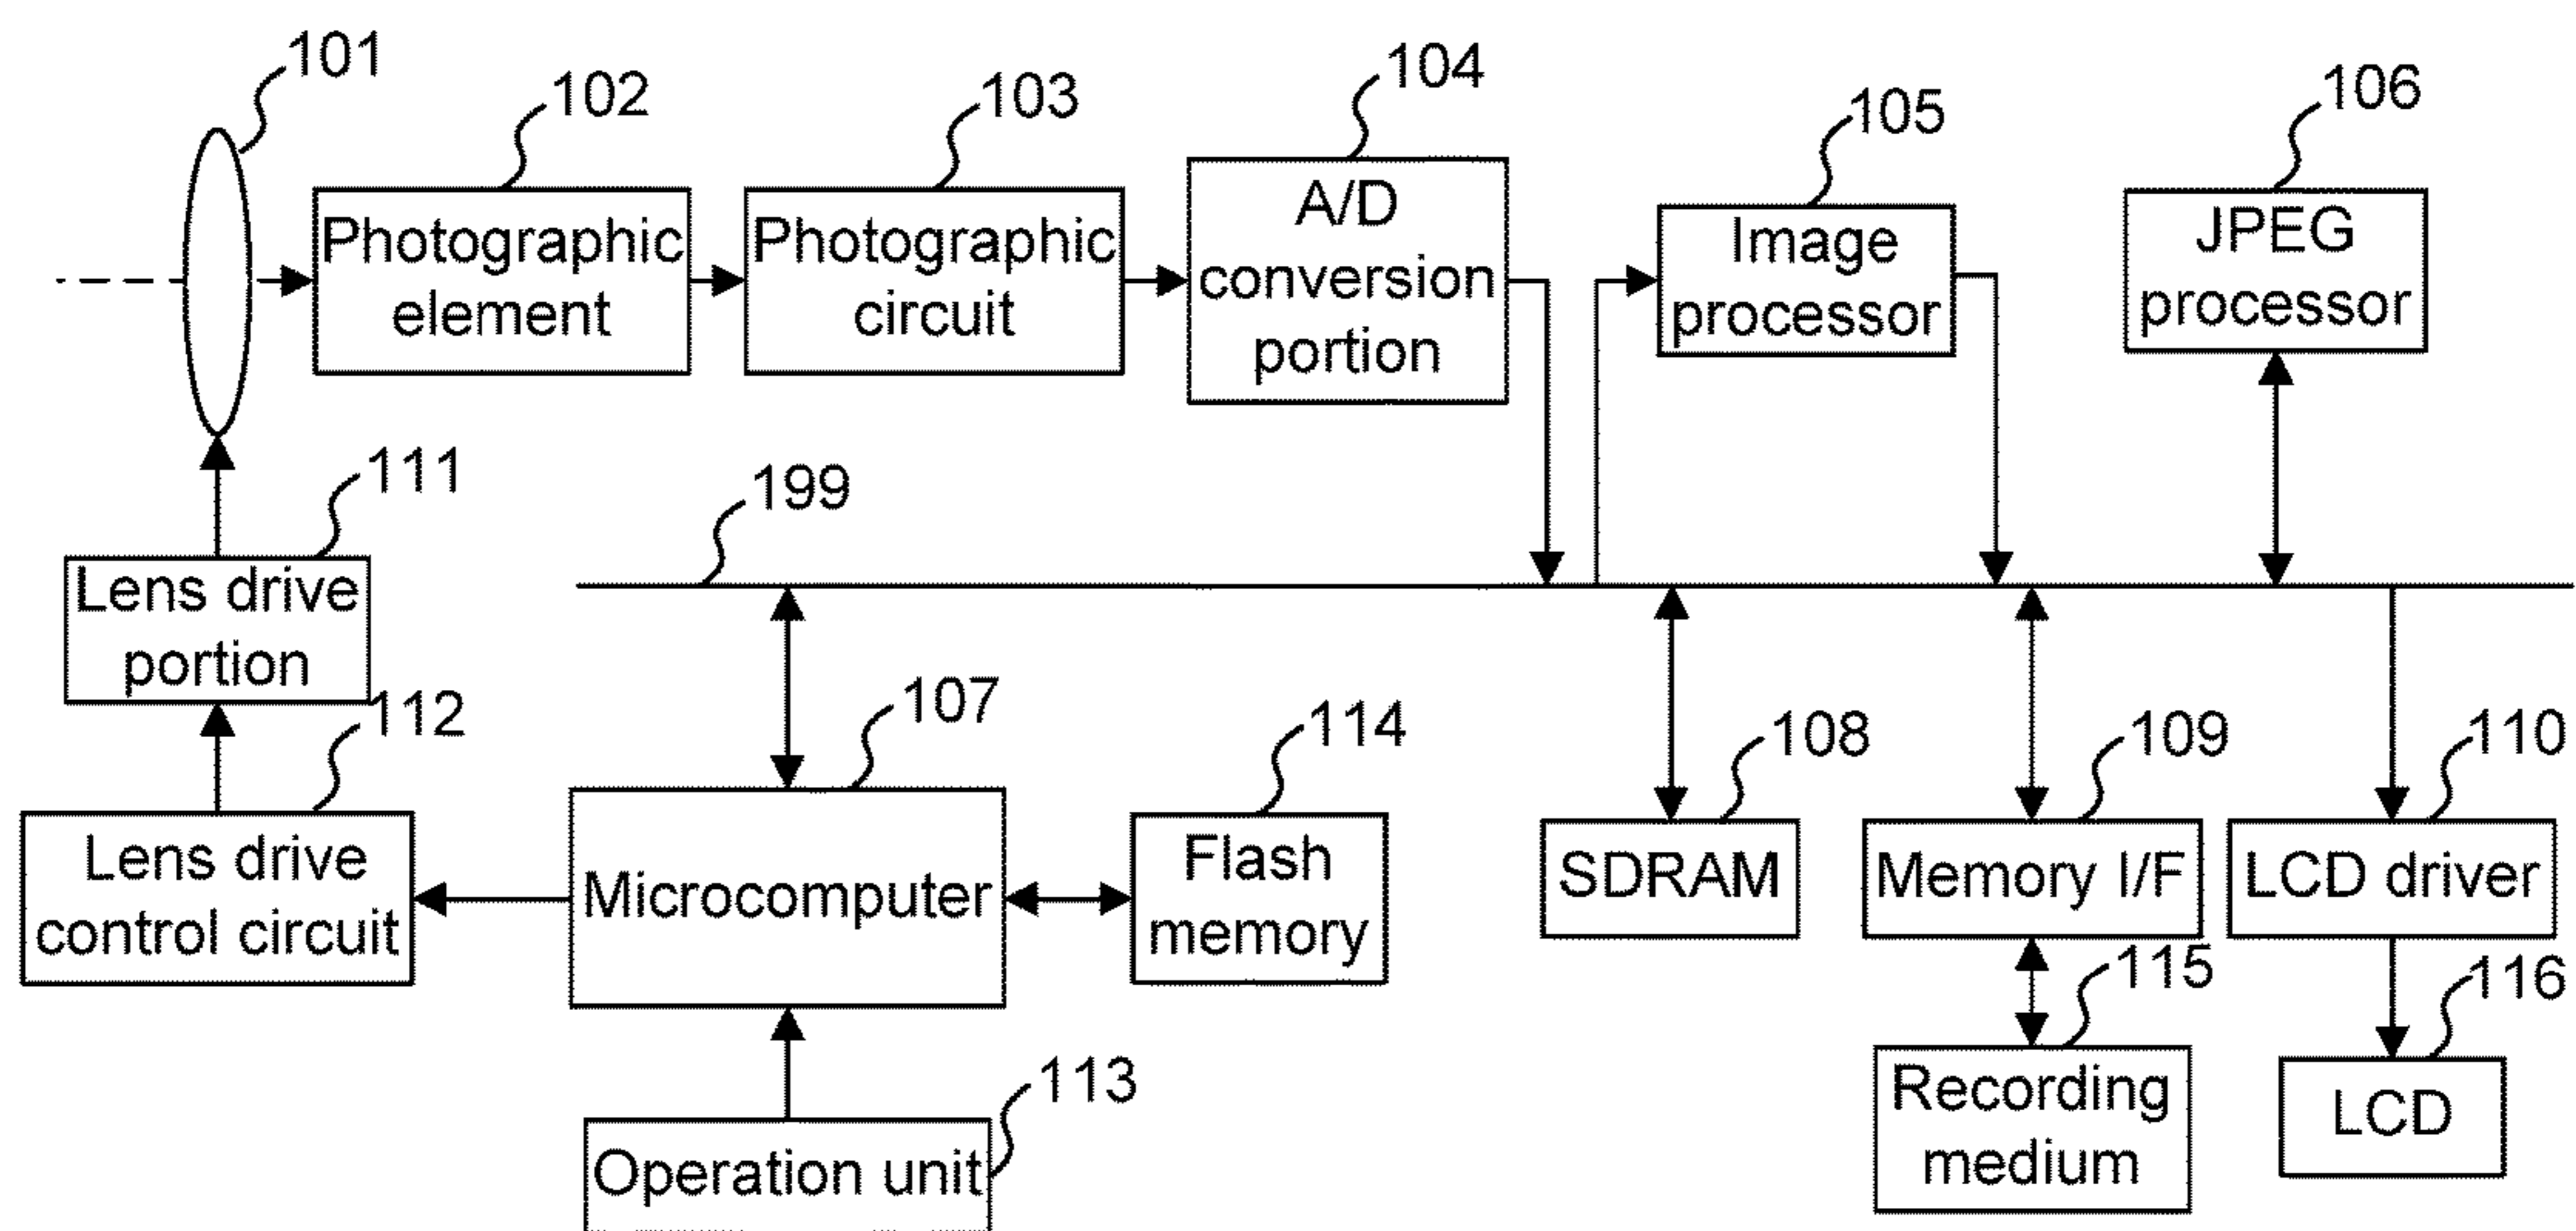 101
102
103
104
105
106
Photographic
element
Photographic
circuit
A/D
conversion
portion
Image
processor
JPEG
processor
111
199
Lens drive
portion
112
107
114
108
109
110
Lens drive
control circuit
Microcomputer
Flash
memory
SDRAM
Memory I/F
LCD driver
115
116
113
Operation unit
Recording
medium
LCD